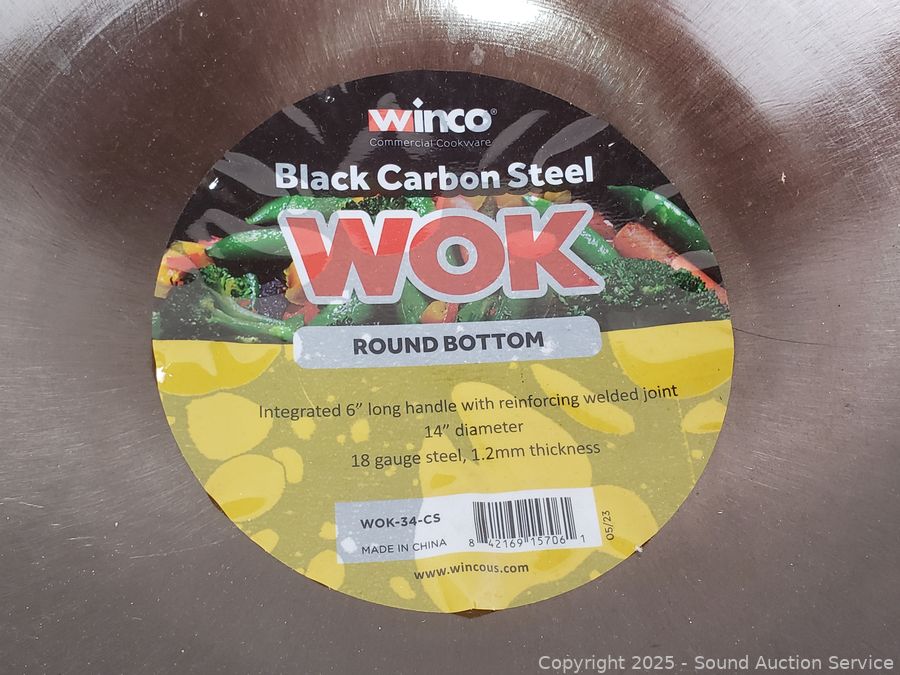 winco®
Commercial Cookware
Black Carbon Steel
WOK
ROUND BOTTOM
Integrated 6” long handle with reinforcing welded joint
14” diameter
18 gauge steel, 1.2mm thickness
WOK-34-CS
MADE IN CHINA
8 42169 15706 1
05/23
www.wincous.com
Copyright 2025 - Sound Auction Service